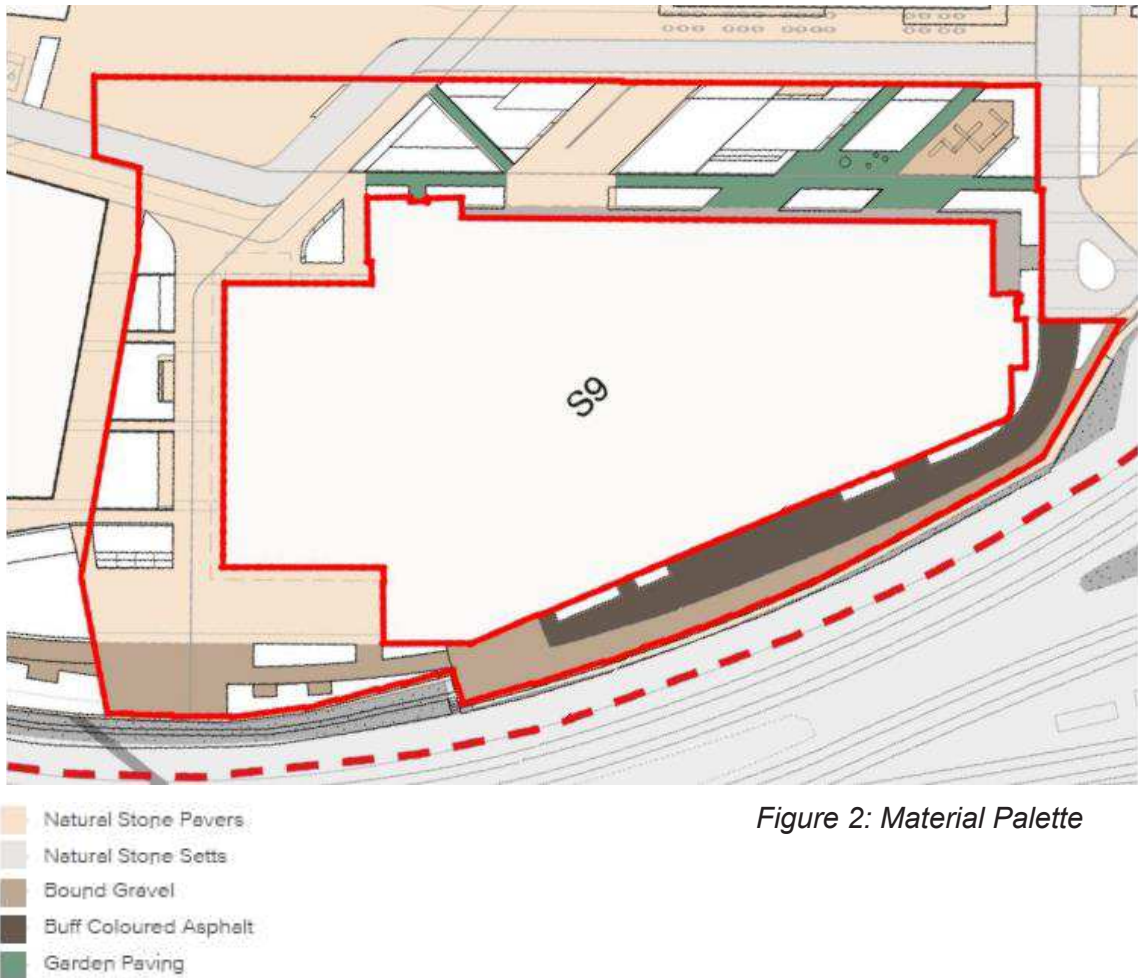 S9
Figure 2: Material Palette
Natural Stone Pavers
Natural Stone Setts
Bound Gravel
Buff Coloured Asphalt
Garden Paving